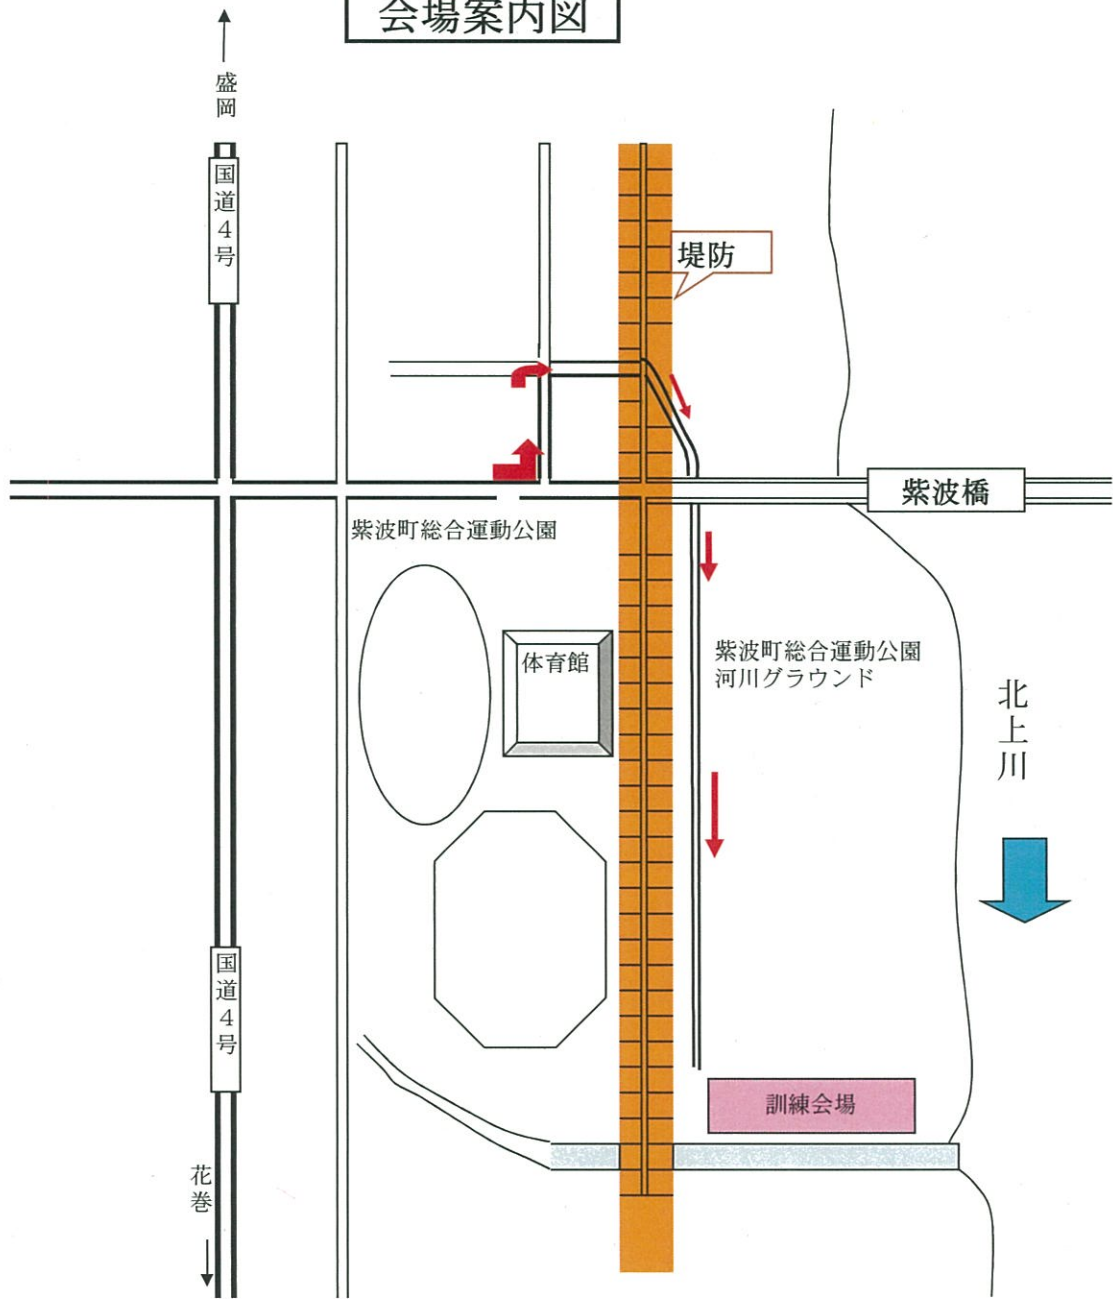 会場案内図
盛岡
国道4号
堤防
紫波橋
紫波町総合運動公園
体育館
紫波町総合運動公園
河川グラウンド
北上川
国道4号
訓練会場
花巻